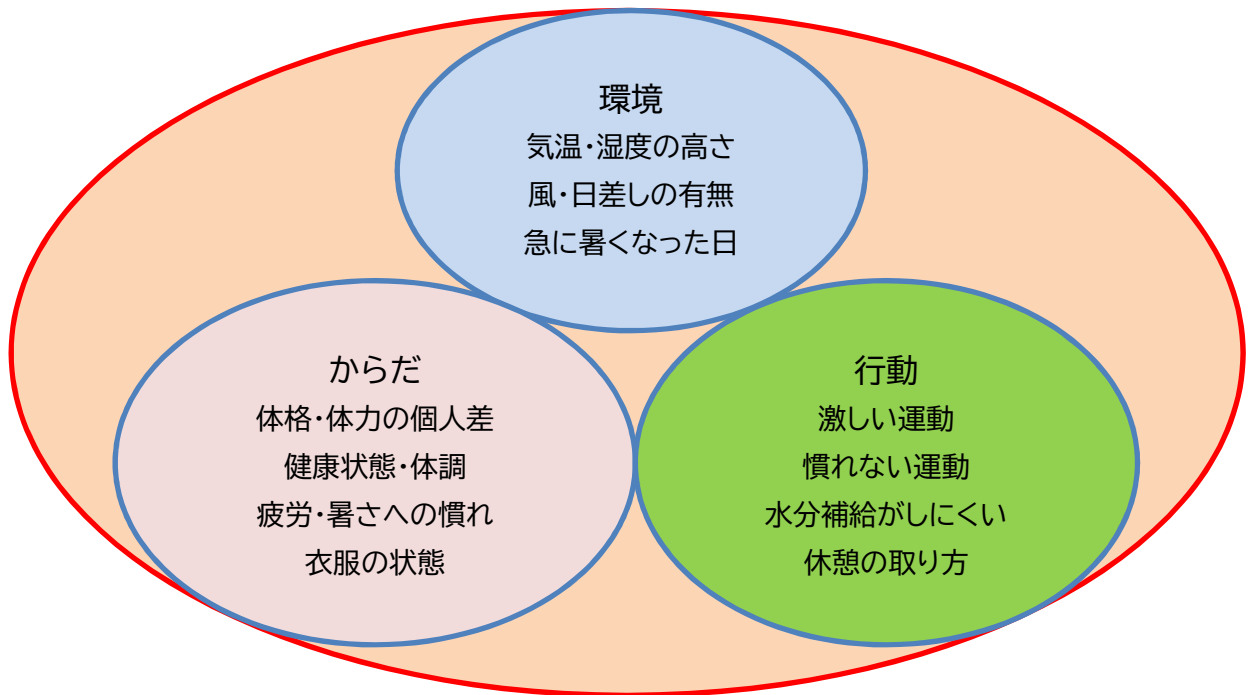 環境
気温・湿度の高さ
風・日差しの有無
急に暑くなった日
からだ
体格・体力の個人差
健康状態・体調
疲労・暑さへの慣れ
衣服の状態
行動
激しい運動
慣れない運動
水分補給がしにくい
休憩の取り方